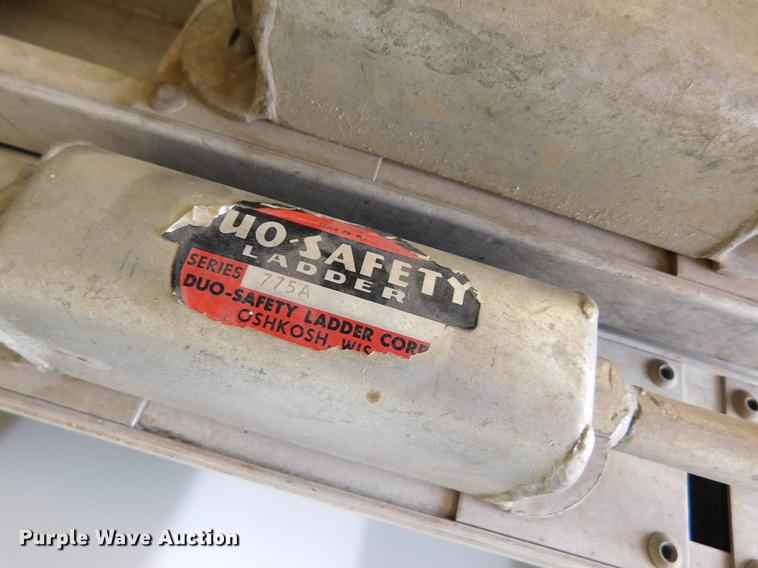 UO-SAFETY
LADDER
SERIES 775A
DUO-SAFETY LADDER CORP
OSHKOSH, WIS
Purple Wave Auction